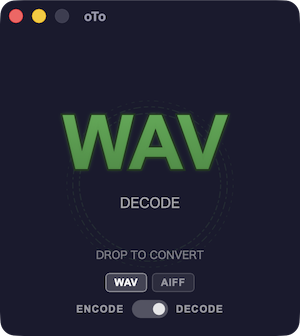 oTo
WAV
DECODE
DROP TO CONVERT
WAV AIFF
ENCODE DECODE